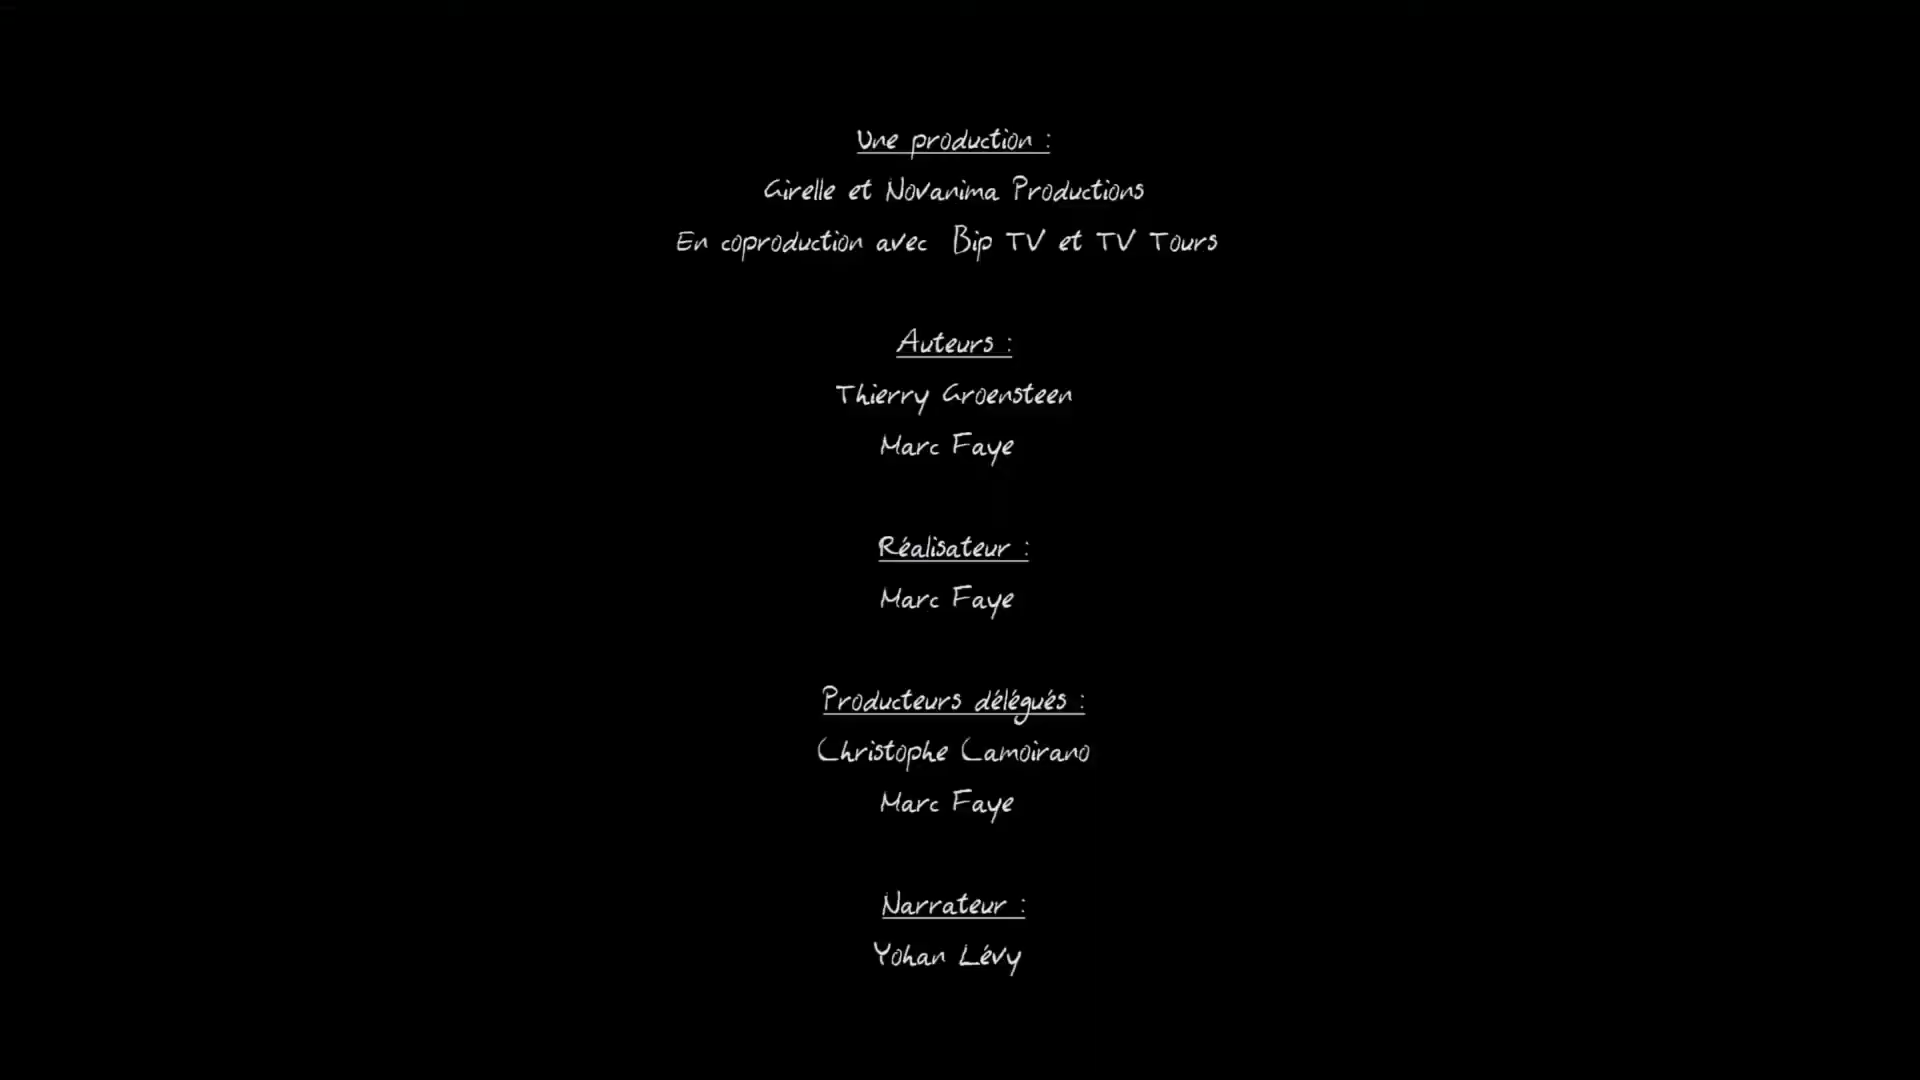 Une production :
Girelle et Novanima Productions
En coproduction avec Bip TV et TV Tours
Auteurs :
Thierry Groensteen
Marc Faye
Réalisateur :
Marc Faye
Producteurs délégués :
Christophe Camoirano
Marc Faye
Narrateur :
Yohan Lévy